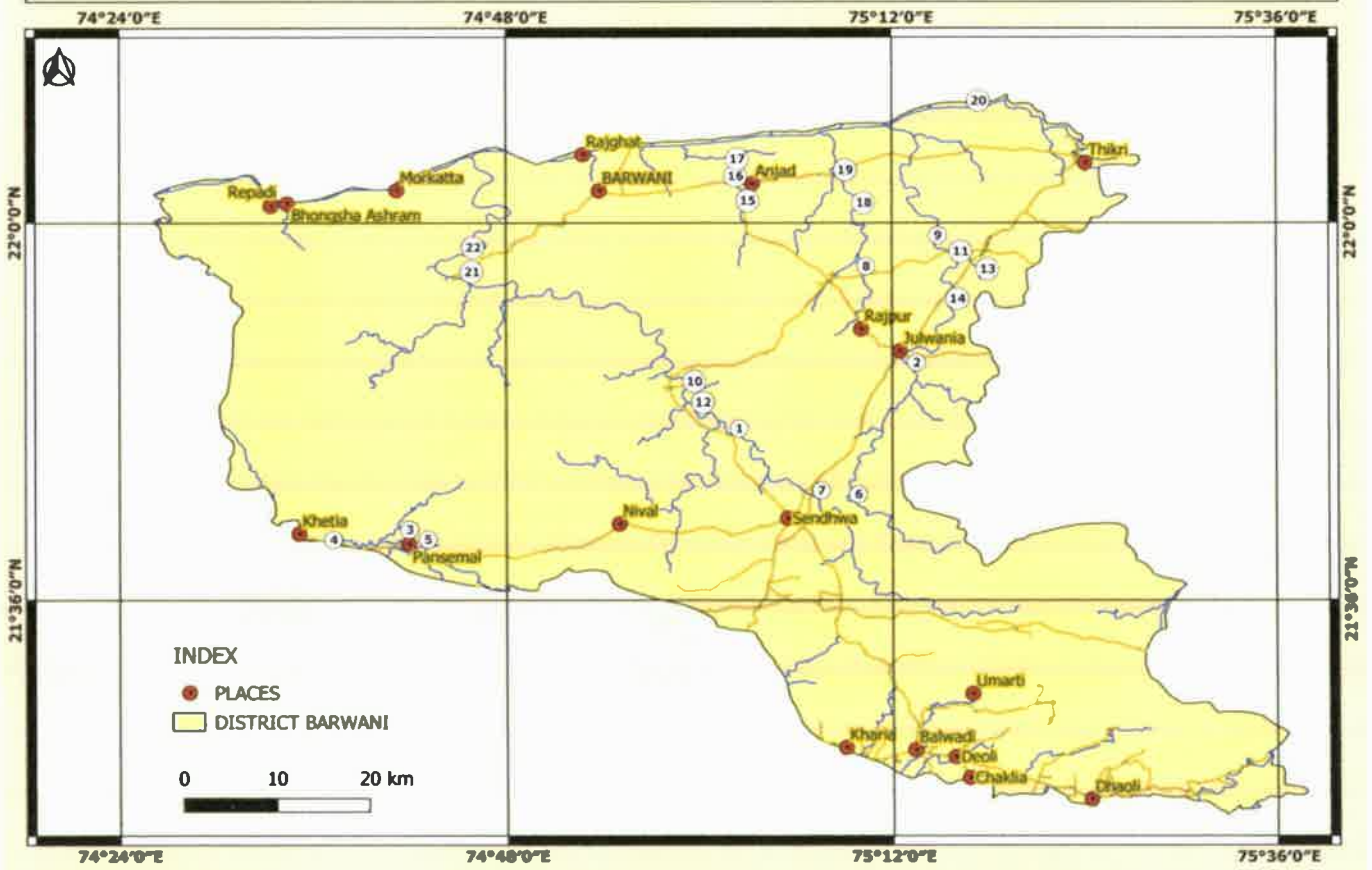 74°24'0"E 74°48'0"E 75°12'0"E 75°36'0"E
20
Rajghat
17
Thikri
Morkatta
BARWANI
16
Anjad
19
Repadi
Bhongsha Ashram
15
18
22°0'0"N
22°0'0"N
22
9
11
21
8
13
14
Rajpur
Julwania
2
10
12
1
7
6
Khetia
4
3
5
Pansemal
Nival
Sendhwa
21°36'0"N
21°36'0"N
INDEX
PLACES
DISTRICT BARWANI
0 10 20 km
Umarti
Kharia
Balwadi
Deoli
Chaklia
Dhaoli
74°24'0"E 74°48'0"E 75°12'0"E 75°36'0"E